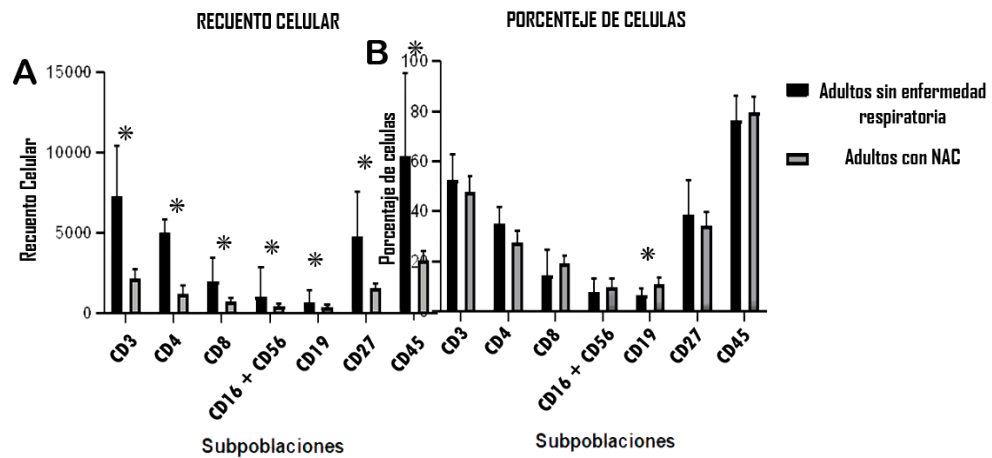 RECUENTO CELULAR
PORCENTEJE DE CELULAS
A
B
15000
10000
5000
0
Recuento Celular
CD3
CD4
CD8
CD16 + CD56
CD19
CD27
CD45
Subpoblaciones
100
80
60
40
20
0
Porcentaje de celulas
CD3
CD4
CD8
CD16 + CD56
CD19
CD27
CD45
Subpoblaciones
Adultos sin enfermedad
respiratoria
Adultos con NAC